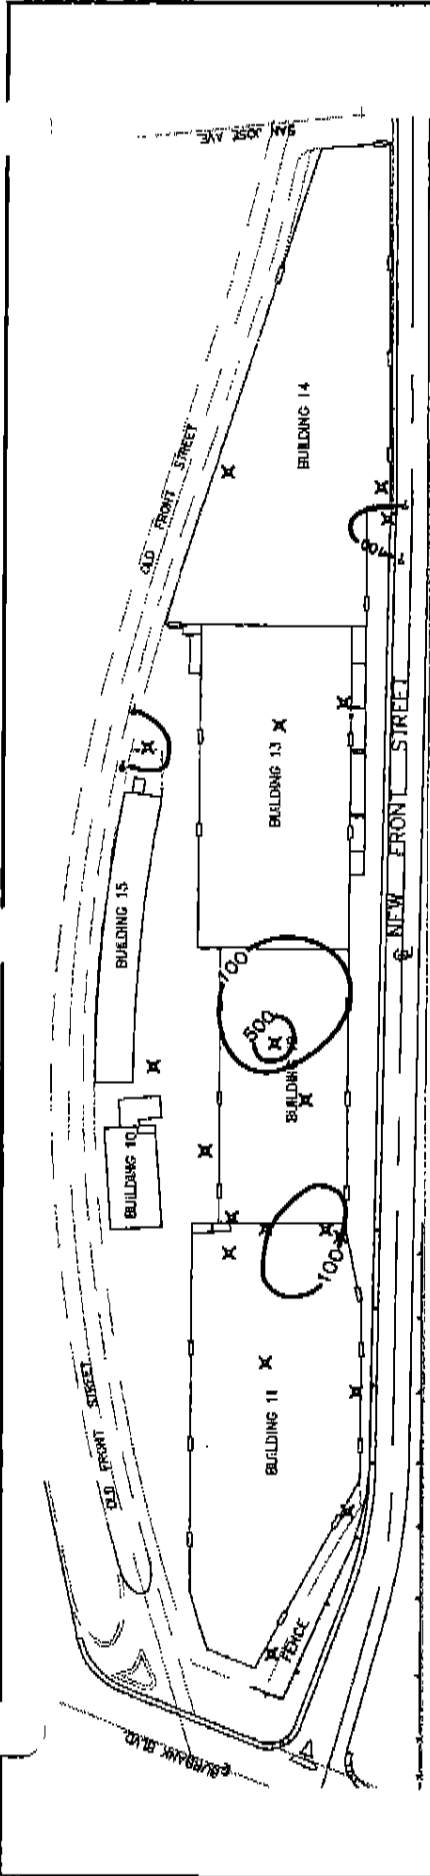 SAN JOSE AVE
BUILDING 14
OLD FRONT STREET
100
BUILDING 13
NEW FRONT STREET
BUILDING 15
100
500
BUILDING
BUILDING 10
100
BUILDING 11
OLD FRONT STREET
FENCE
BURBANK BLVD